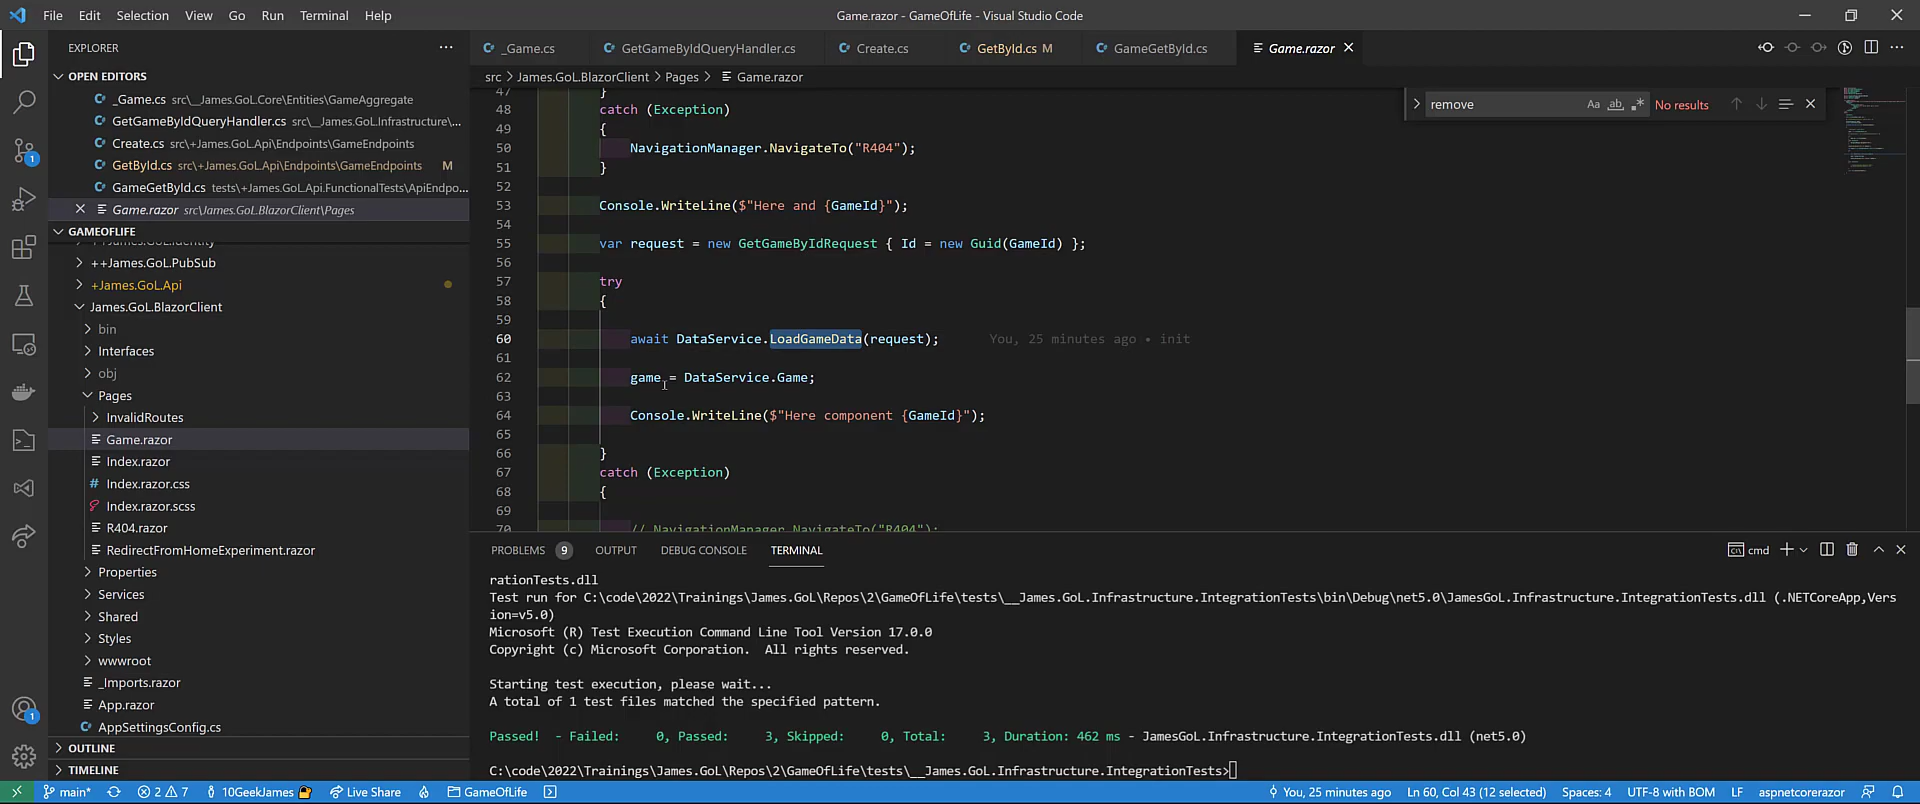 File Edit Selection View Go Run Terminal Help
Game.razor - GameOfLife - Visual Studio Code
EXPLORER
OPEN EDITORS
_Game.cs src\__James.GoL.Core\Entities\GameAggregate
GetGameByIdQueryHandler.cs src\__James.GoL.Infrastructure\...
Create.cs src\+James.GoL.Api\Endpoints\GameEndpoints
GetById.cs src\+James.GoL.Api\Endpoints\GameEndpoints M
GameGetById.cs tests\+James.GoL.Api.FunctionalTests\ApiEndpo...
Game.razor src\James.GoL.BlazorClient\Pages
GAMEOFLIFE
++James.GoL.Identity
++James.GoL.PubSub
+James.GoL.Api
James.GoL.BlazorClient
bin
Interfaces
obj
Pages
InvalidRoutes
Game.razor
Index.razor
Index.razor.css
Index.razor.scss
R404.razor
RedirectFromHomeExperiment.razor
Properties
Services
Shared
Styles
wwwroot
_Imports.razor
App.razor
AppSettingsConfig.cs
OUTLINE
TIMELINE
_Game.cs GetGameByIdQueryHandler.cs Create.cs GetById.cs M GameGetById.cs Game.razor
src > James.GoL.BlazorClient > Pages > Game.razor
remove Aa ab .* No results
47 }
48 catch (Exception)
49 {
50 NavigationManager.NavigateTo("R404");
51 }
52
53 Console.WriteLine($"Here and {GameId}");
54
55 var request = new GetGameByIdRequest { Id = new Guid(GameId) };
56
57 try
58 {
59
60 await DataService.LoadGameData(request); You, 25 minutes ago • init
61
62 game = DataService.Game;
63
64 Console.WriteLine($"Here component {GameId}");
65
66 }
67 catch (Exception)
68 {
69
70 // NavigationManager.NavigateTo("R404");
PROBLEMS 9 OUTPUT DEBUG CONSOLE TERMINAL
cmd
rationTests.dll
Test run for C:\code\2022\Trainings\James.GoL\Repos\2\GameOfLife\tests\__James.GoL.Infrastructure.IntegrationTests\bin\Debug\net5.0\JamesGoL.Infrastructure.IntegrationTests.dll (.NETCoreApp,Vers
ion=v5.0)
Microsoft (R) Test Execution Command Line Tool Version 17.0.0
Copyright (c) Microsoft Corporation.  All rights reserved.
Starting test execution, please wait...
A total of 1 test files matched the specified pattern.
Passed!  - Failed:     0, Passed:     3, Skipped:     0, Total:     3, Duration: 462 ms - JamesGoL.Infrastructure.IntegrationTests.dll (net5.0)
C:\code\2022\Trainings\James.GoL\Repos\2\GameOfLife\tests\__James.GoL.Infrastructure.IntegrationTests>
main* 2 7 10GeekJames Live Share GameOfLife You, 25 minutes ago Ln 60, Col 43 (12 selected) Spaces: 4 UTF-8 with BOM LF aspnetcorerazor